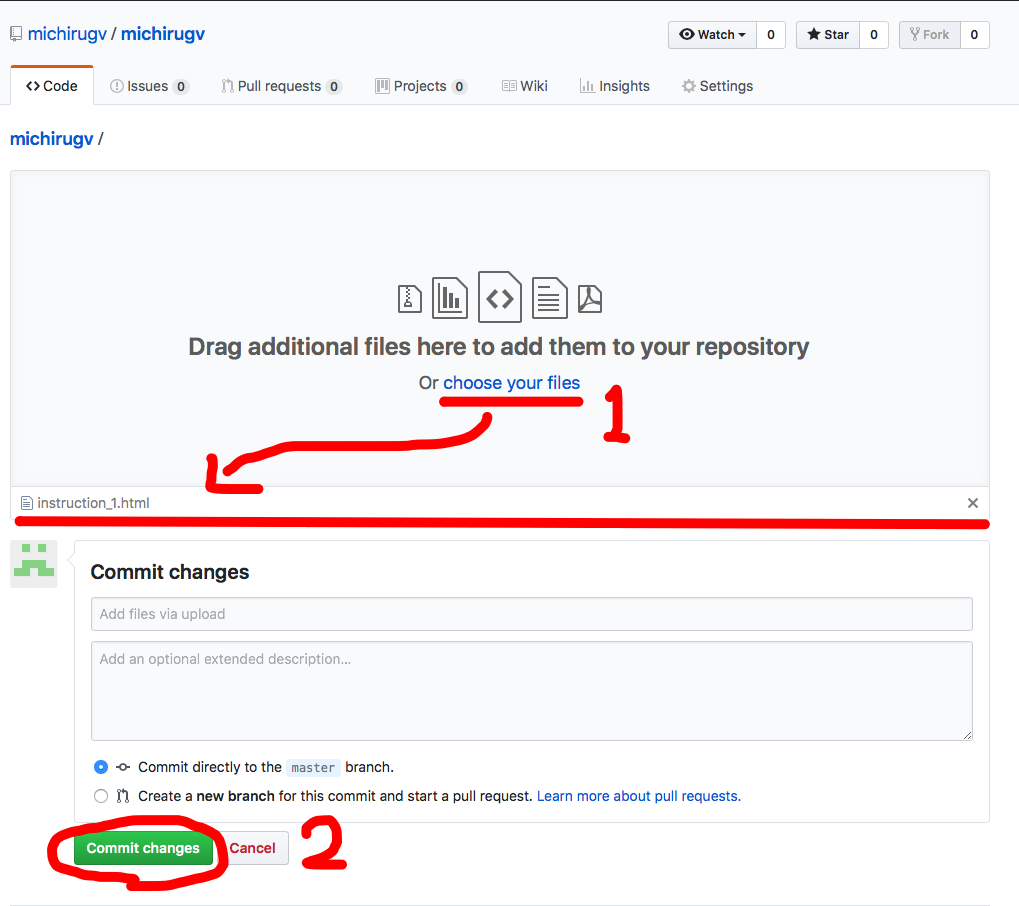 michirugv / michirugv
Watch 0 Star 0 Fork 0
Code Issues 0 Pull requests 0 Projects 0 Wiki Insights Settings
michirugv /
Drag additional files here to add them to your repository
Or choose your files
1
instruction_1.html
Commit changes
Add files via upload
Add an optional extended description...
Commit directly to the master branch.
Create a new branch for this commit and start a pull request. Learn more about pull requests.
Commit changes Cancel 2